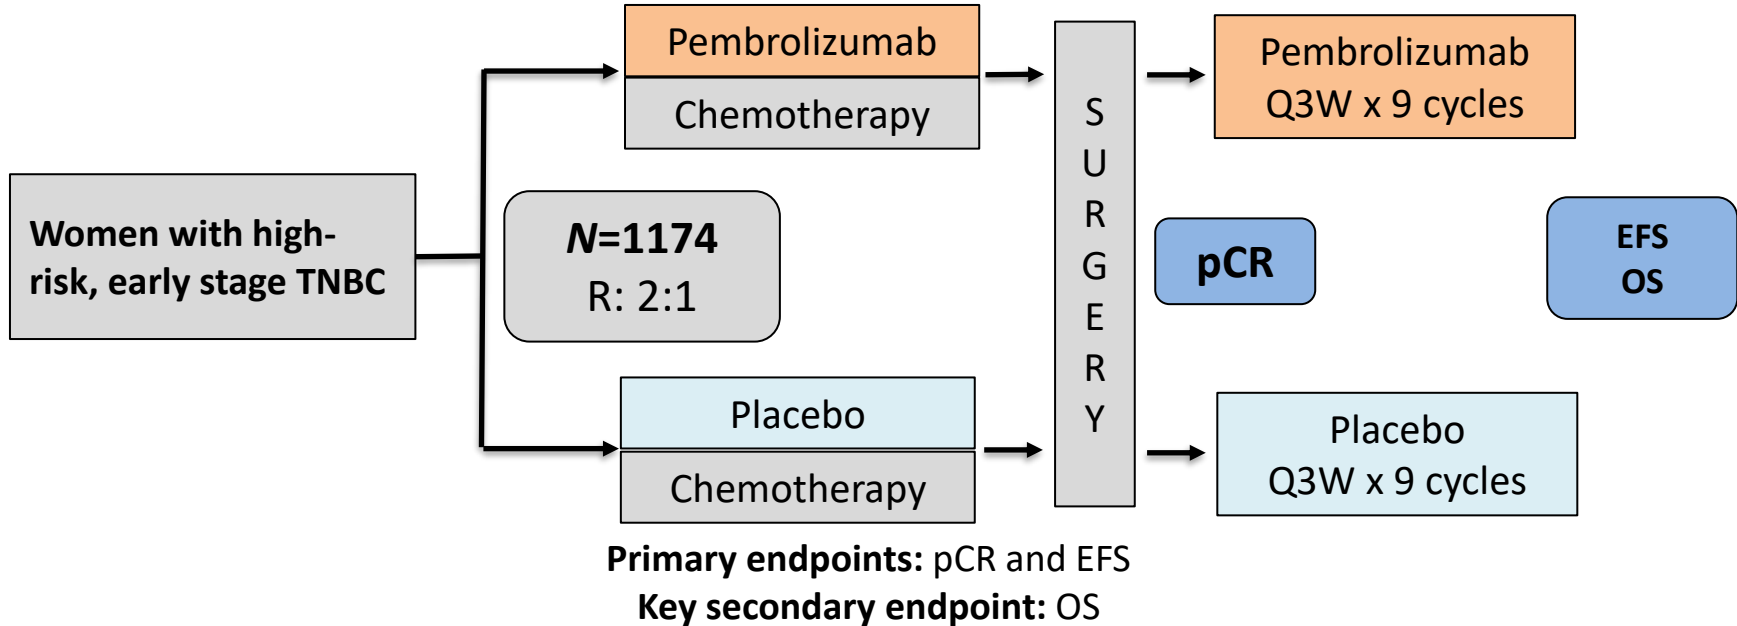 Pembrolizumab
Chemotherapy
Women with high-
risk, early stage TNBC
N=1174
R: 2:1
Placebo
Chemotherapy
S
U
R
G
E
R
Y
Pembrolizumab
Q3W x 9 cycles
pCR
EFS
OS
Placebo
Q3W x 9 cycles
Primary endpoints: pCR and EFS
Key secondary endpoint: OS